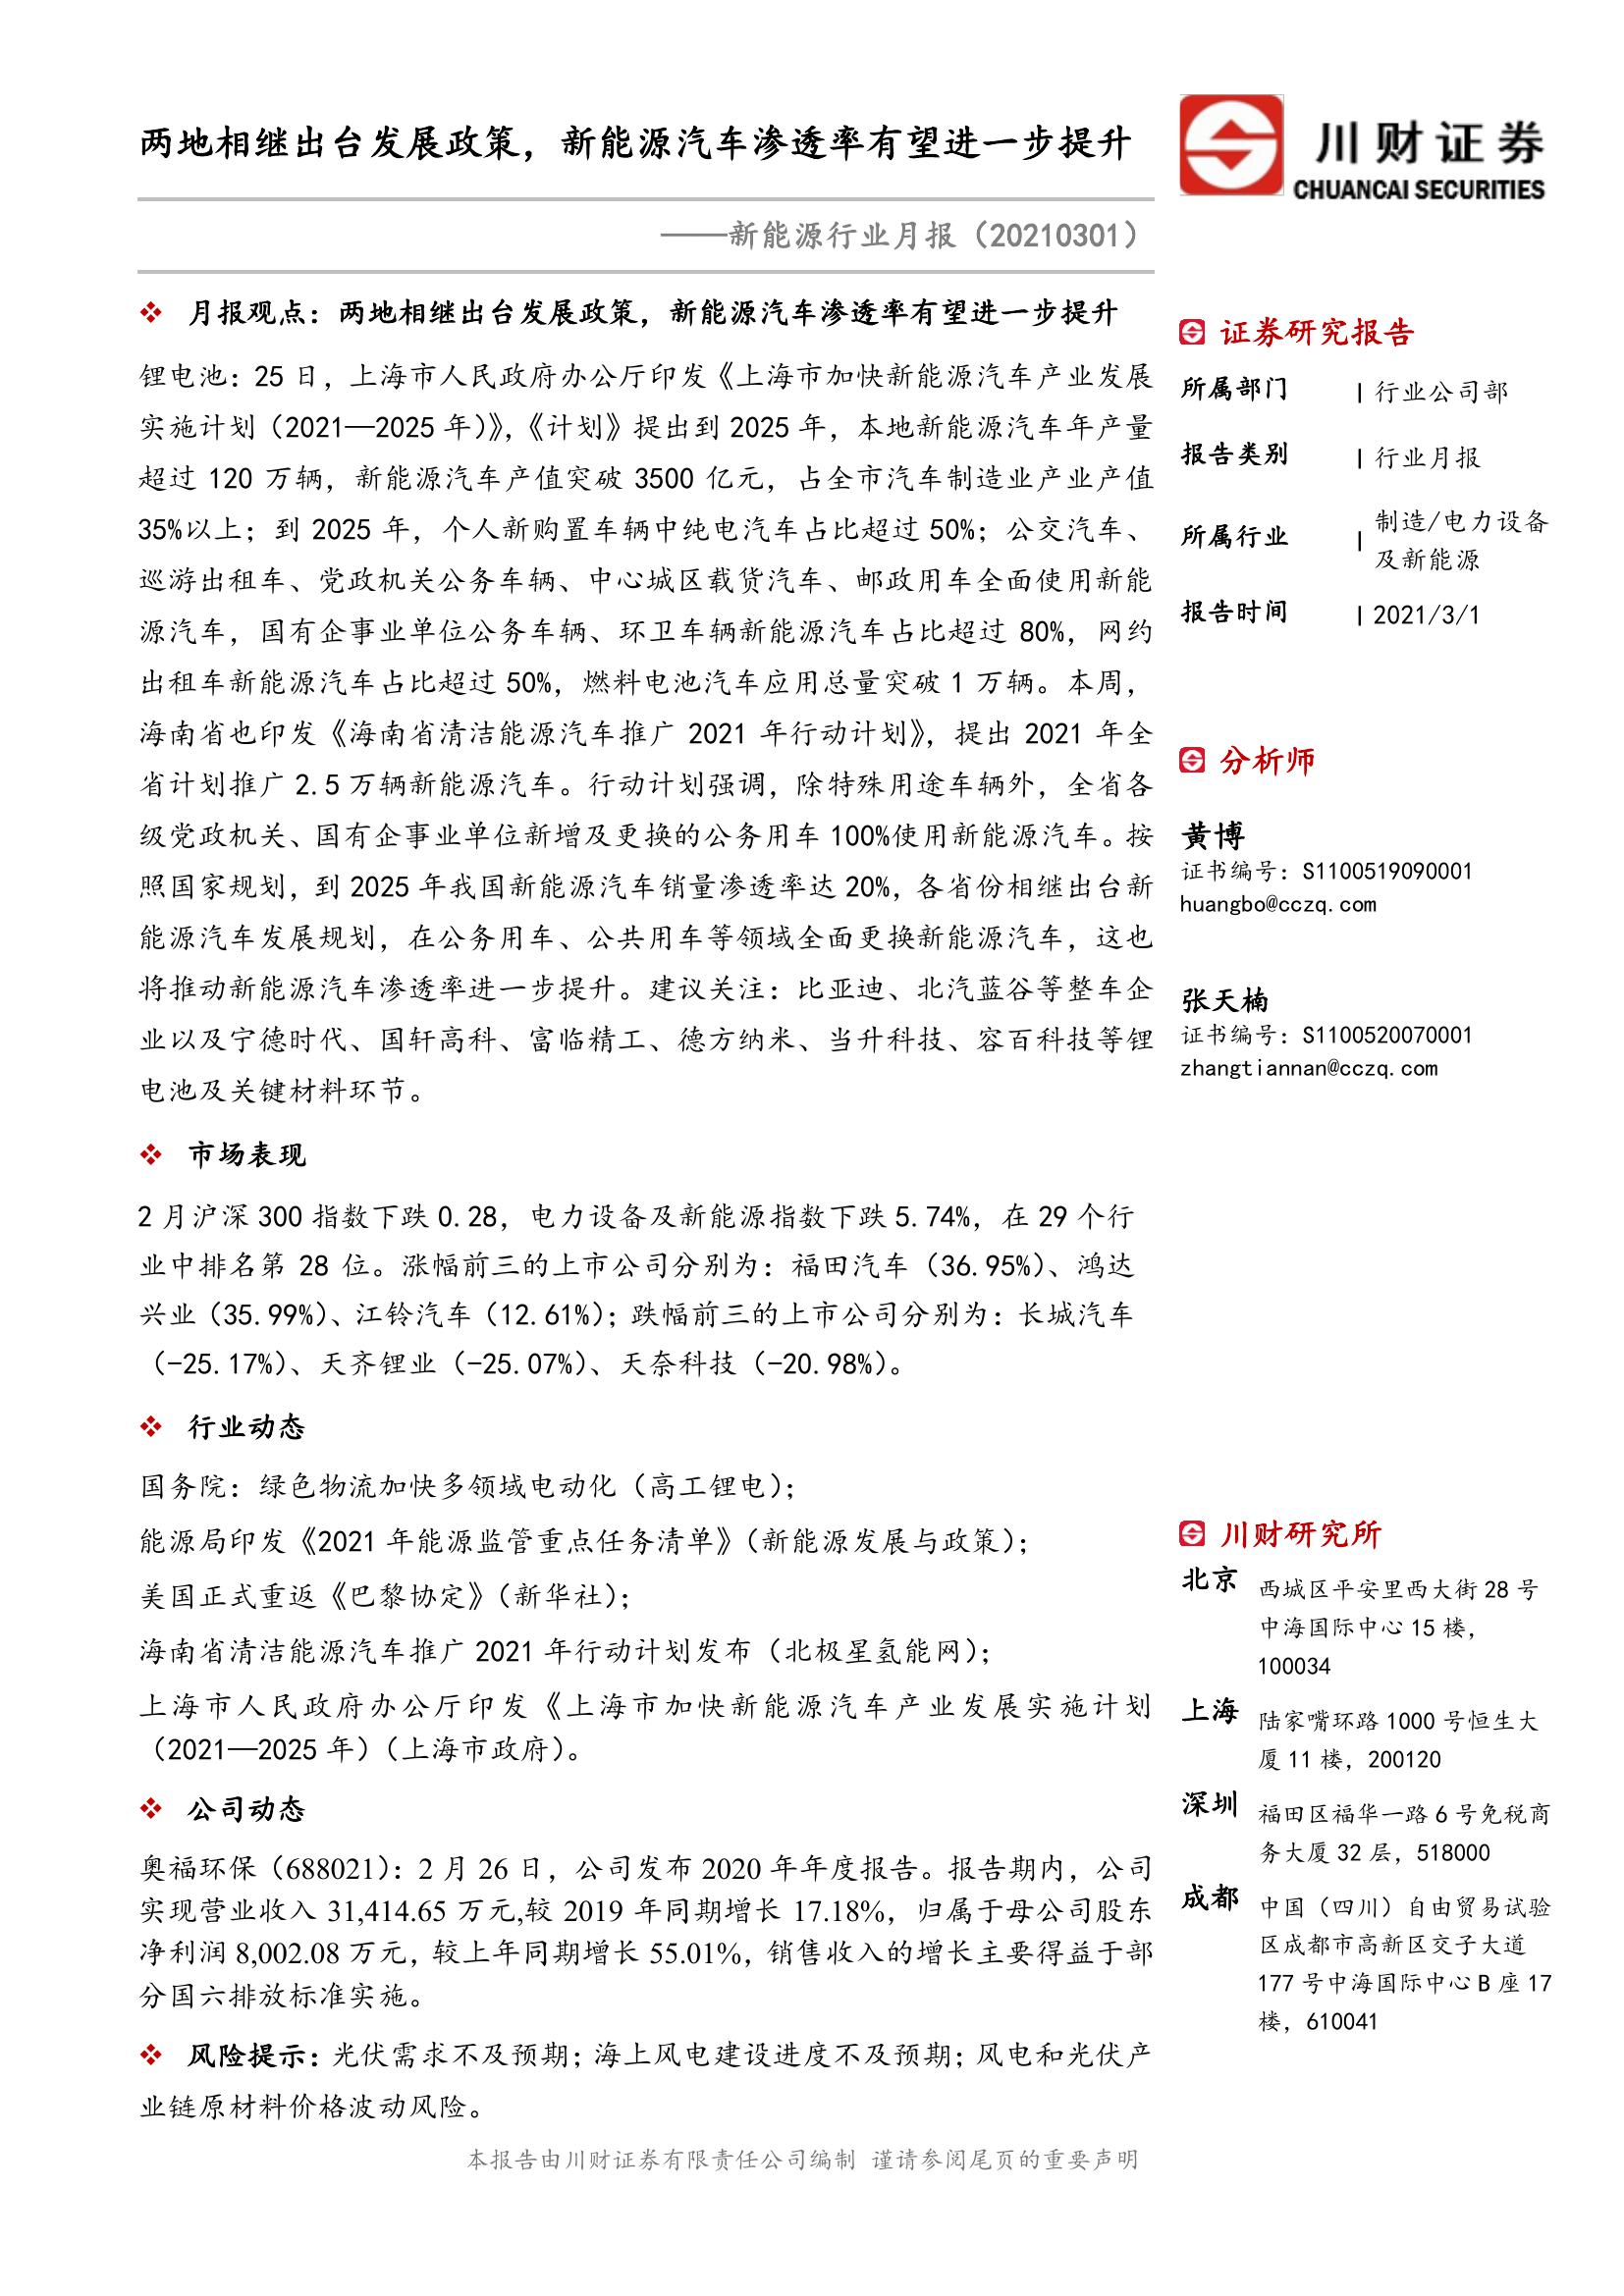 两地相继出台发展政策，新能源汽车渗透率有望进一步提升
——新能源行业月报（20210301）
❖ 月报观点：两地相继出台发展政策，新能源汽车渗透率有望进一步提升
锂电池：25 日，上海市人民政府办公厅印发《上海市加快新能源汽车产业发展
实施计划（2021—2025 年）》，《计划》提出到 2025 年，本地新能源汽车年产量
超过 120 万辆，新能源汽车产值突破 3500 亿元，占全市汽车制造业产业产值
35%以上；到 2025 年，个人新购置车辆中纯电汽车占比超过 50%；公交汽车、
巡游出租车、党政机关公务车辆、中心城区载货汽车、邮政用车全面使用新能
源汽车，国有企事业单位公务车辆、环卫车辆新能源汽车占比超过 80%，网约
出租车新能源汽车占比超过 50%，燃料电池汽车应用总量突破 1 万辆。本周，
海南省也印发《海南省清洁能源汽车推广 2021 年行动计划》，提出 2021 年全
省计划推广 2.5 万辆新能源汽车。行动计划强调，除特殊用途车辆外，全省各
级党政机关、国有企事业单位新增及更换的公务用车 100%使用新能源汽车。按
照国家规划，到 2025 年我国新能源汽车销量渗透率达 20%，各省份相继出台新
能源汽车发展规划，在公务用车、公共用车等领域全面更换新能源汽车，这也
将推动新能源汽车渗透率进一步提升。建议关注：比亚迪、北汽蓝谷等整车企
业以及宁德时代、国轩高科、富临精工、德方纳米、当升科技、容百科技等锂
电池及关键材料环节。
❖ 市场表现
2 月沪深 300 指数下跌 0.28，电力设备及新能源指数下跌 5.74%，在 29 个行
业中排名第 28 位。涨幅前三的上市公司分别为：福田汽车（36.95%）、鸿达
兴业（35.99%）、江铃汽车（12.61%）；跌幅前三的上市公司分别为：长城汽车
（-25.17%）、天齐锂业（-25.07%）、天奈科技（-20.98%）。
❖ 行业动态
国务院：绿色物流加快多领域电动化（高工锂电）；
能源局印发《2021 年能源监管重点任务清单》（新能源发展与政策）；
美国正式重返《巴黎协定》（新华社）；
海南省清洁能源汽车推广 2021 年行动计划发布（北极星氢能网）；
上海市人民政府办公厅印发《上海市加快新能源汽车产业发展实施计划
（2021—2025 年）（上海市政府）。
❖ 公司动态
奥福环保（688021）：2 月 26 日，公司发布 2020 年年度报告。报告期内，公司
实现营业收入 31,414.65 万元,较 2019 年同期增长 17.18%，归属于母公司股东
净利润 8,002.08 万元，较上年同期增长 55.01%，销售收入的增长主要得益于部
分国六排放标准实施。
❖ 风险提示：光伏需求不及预期；海上风电建设进度不及预期；风电和光伏产
业链原材料价格波动风险。
川财证券
CHUANCAI SECURITIES
证券研究报告
所属部门 | 行业公司部
报告类别 | 行业月报
所属行业 | 制造/电力设备
及新能源
报告时间 | 2021/3/1
分析师
黄博
证书编号：S1100519090001
huangbo@cczq.com
张天楠
证书编号：S1100520070001
zhangtiannan@cczq.com
川财研究所
北京 西城区平安里西大街 28 号
中海国际中心 15 楼，
100034
上海 陆家嘴环路 1000 号恒生大
厦 11 楼，200120
深圳 福田区福华一路 6 号免税商
务大厦 32 层，518000
成都 中国（四川）自由贸易试验
区成都市高新区交子大道
177 号中海国际中心 B 座 17
楼，610041
本报告由川财证券有限责任公司编制 谨请参阅尾页的重要声明